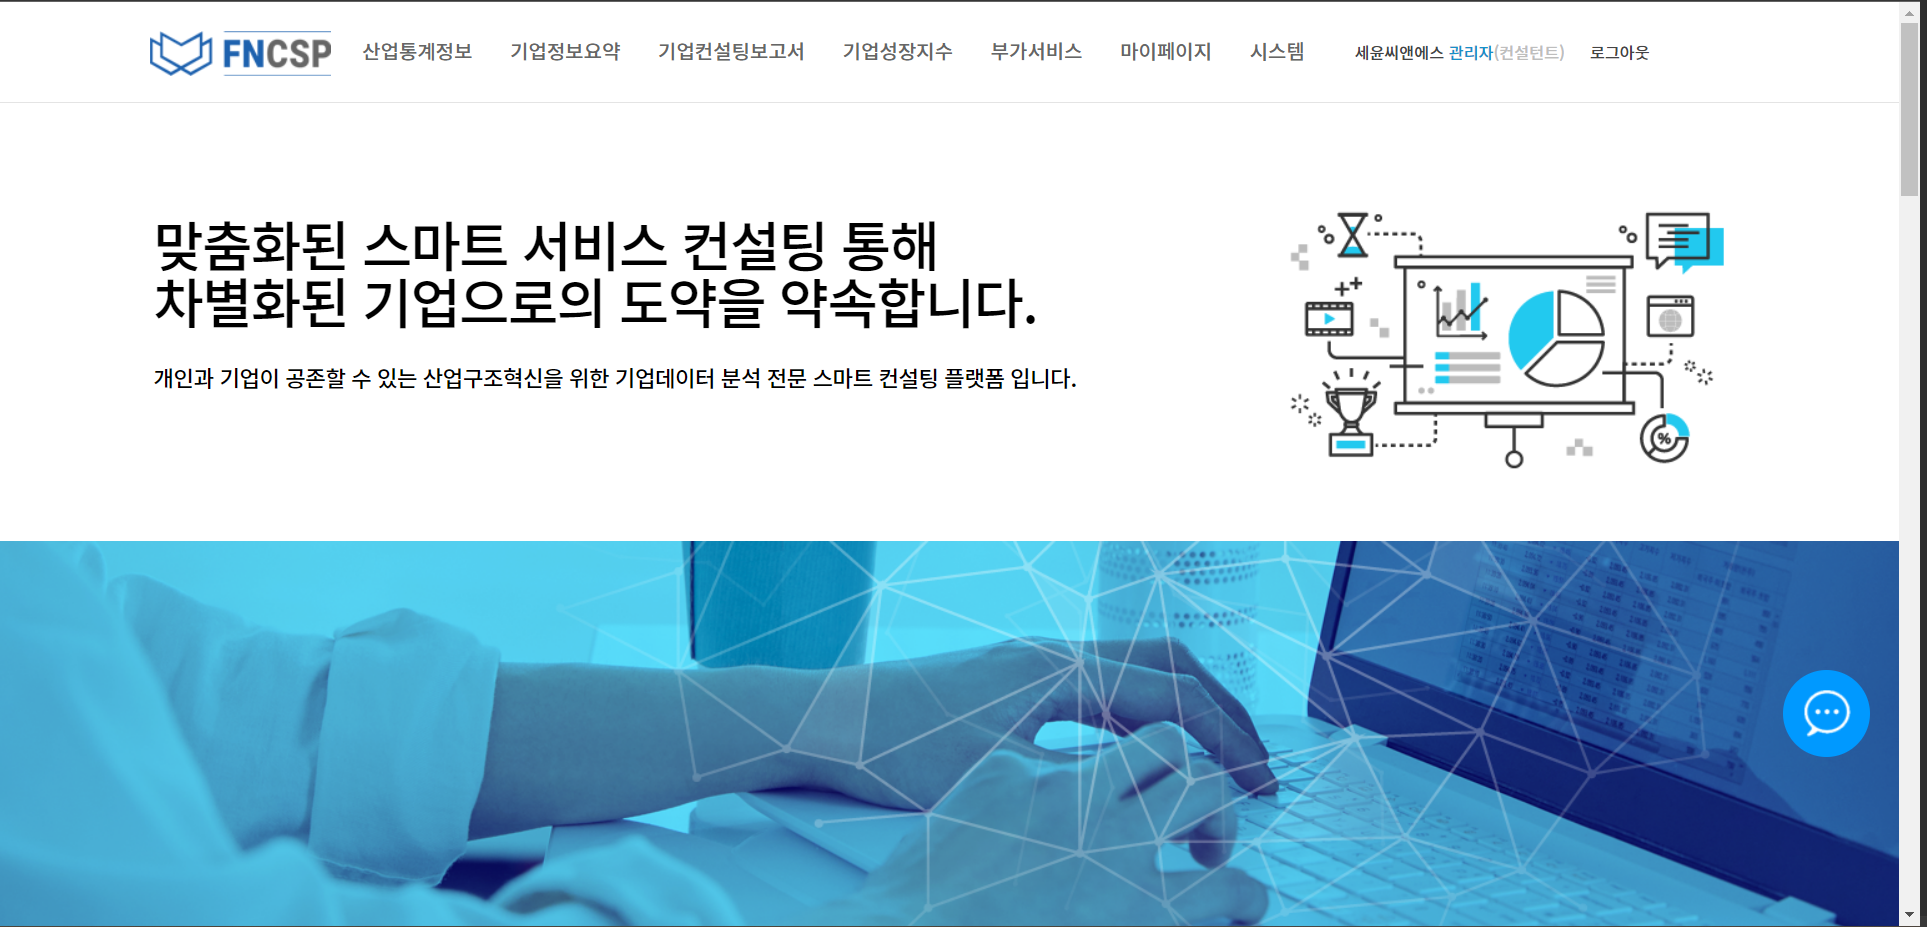 FNCSP 산업통계정보 기업정보요약 기업컨설팅보고서 기업성장지수 부가서비스 마이페이지 시스템 세윤씨앤에스 관리자(컨설턴트) 로그아웃
맞춤화된 스마트 서비스 컨설팅 통해
차별화된 기업으로의 도약을 약속합니다.
개인과 기업이 공존할 수 있는 산업구조혁신을 위한 기업데이터 분석 전문 스마트 컨설팅 플랫폼 입니다.
%